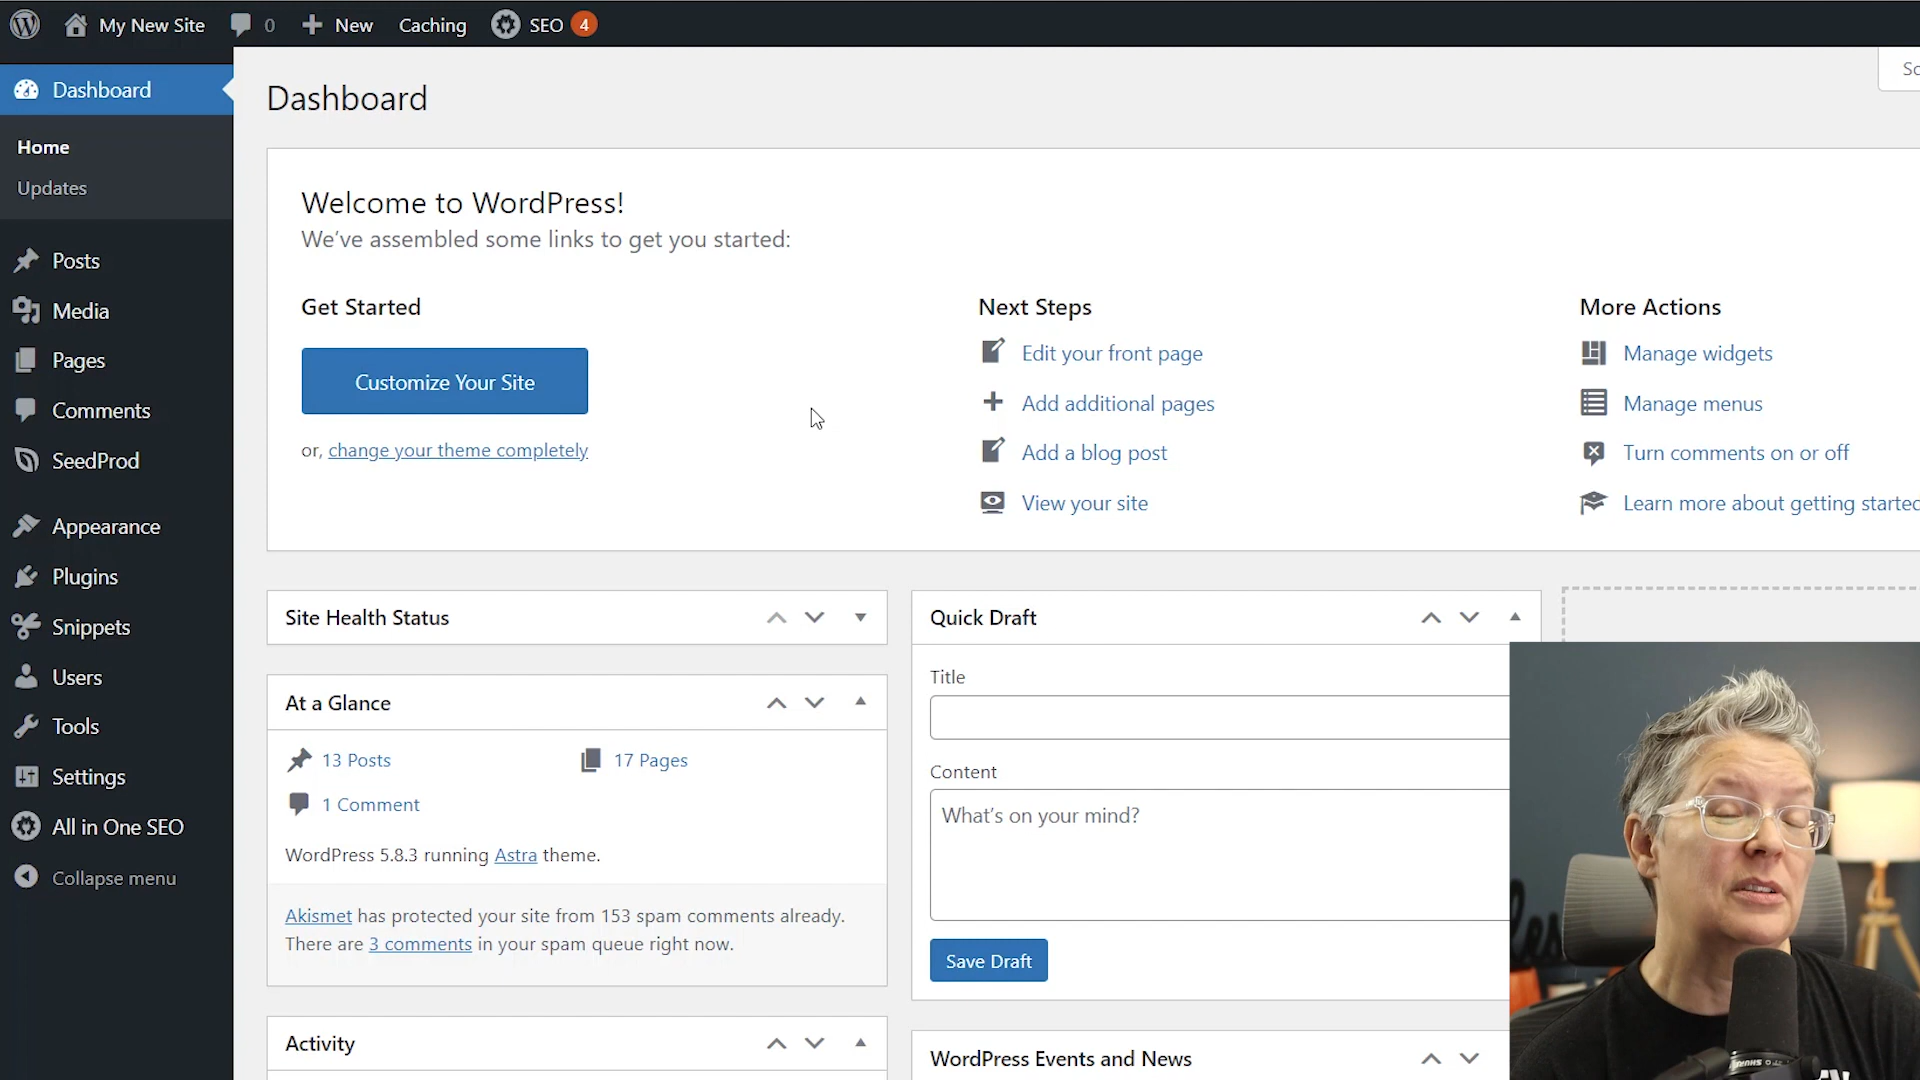 My New Site
0
New
Caching
SEO
4
Dashboard
Home
Updates
Posts
Media
Pages
Comments
SeedProd
Appearance
Plugins
Snippets
Users
Tools
Settings
All in One SEO
Collapse menu
Dashboard
Welcome to WordPress!
We've assembled some links to get you started:
Get Started
Customize Your Site
or, change your theme completely
Next Steps
Edit your front page
Add additional pages
Add a blog post
View your site
More Actions
Manage widgets
Manage menus
Turn comments on or off
Learn more about getting started
Site Health Status
At a Glance
13 Posts
17 Pages
1 Comment
WordPress 5.8.3 running Astra theme.
Akismet has protected your site from 153 spam comments already.
There are 3 comments in your spam queue right now.
Activity
Quick Draft
Title
Content
What's on your mind?
Save Draft
WordPress Events and News